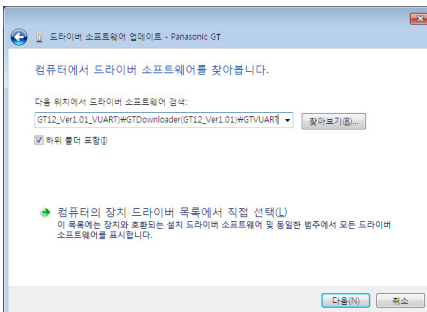 드라이버 소프트웨어 업데이트 - Panasonic GT
컴퓨터에서 드라이버 소프트웨어를 찾아봅니다.
다음 위치에서 드라이버 소프트웨어 검색:
GT12_Ver1.01_VUART)#GTDownloader(GT12_Ver1.01)#GTVUART
찾아보기(R)...
하위 폴더 포함(I)
컴퓨터의 장치 드라이버 목록에서 직접 선택(L)
이 목록에는 장치와 호환되는 설치 드라이버 소프트웨어 및 동일한 범주에서 모든 드라이버
소프트웨어를 표시합니다.
다음(N) 취소